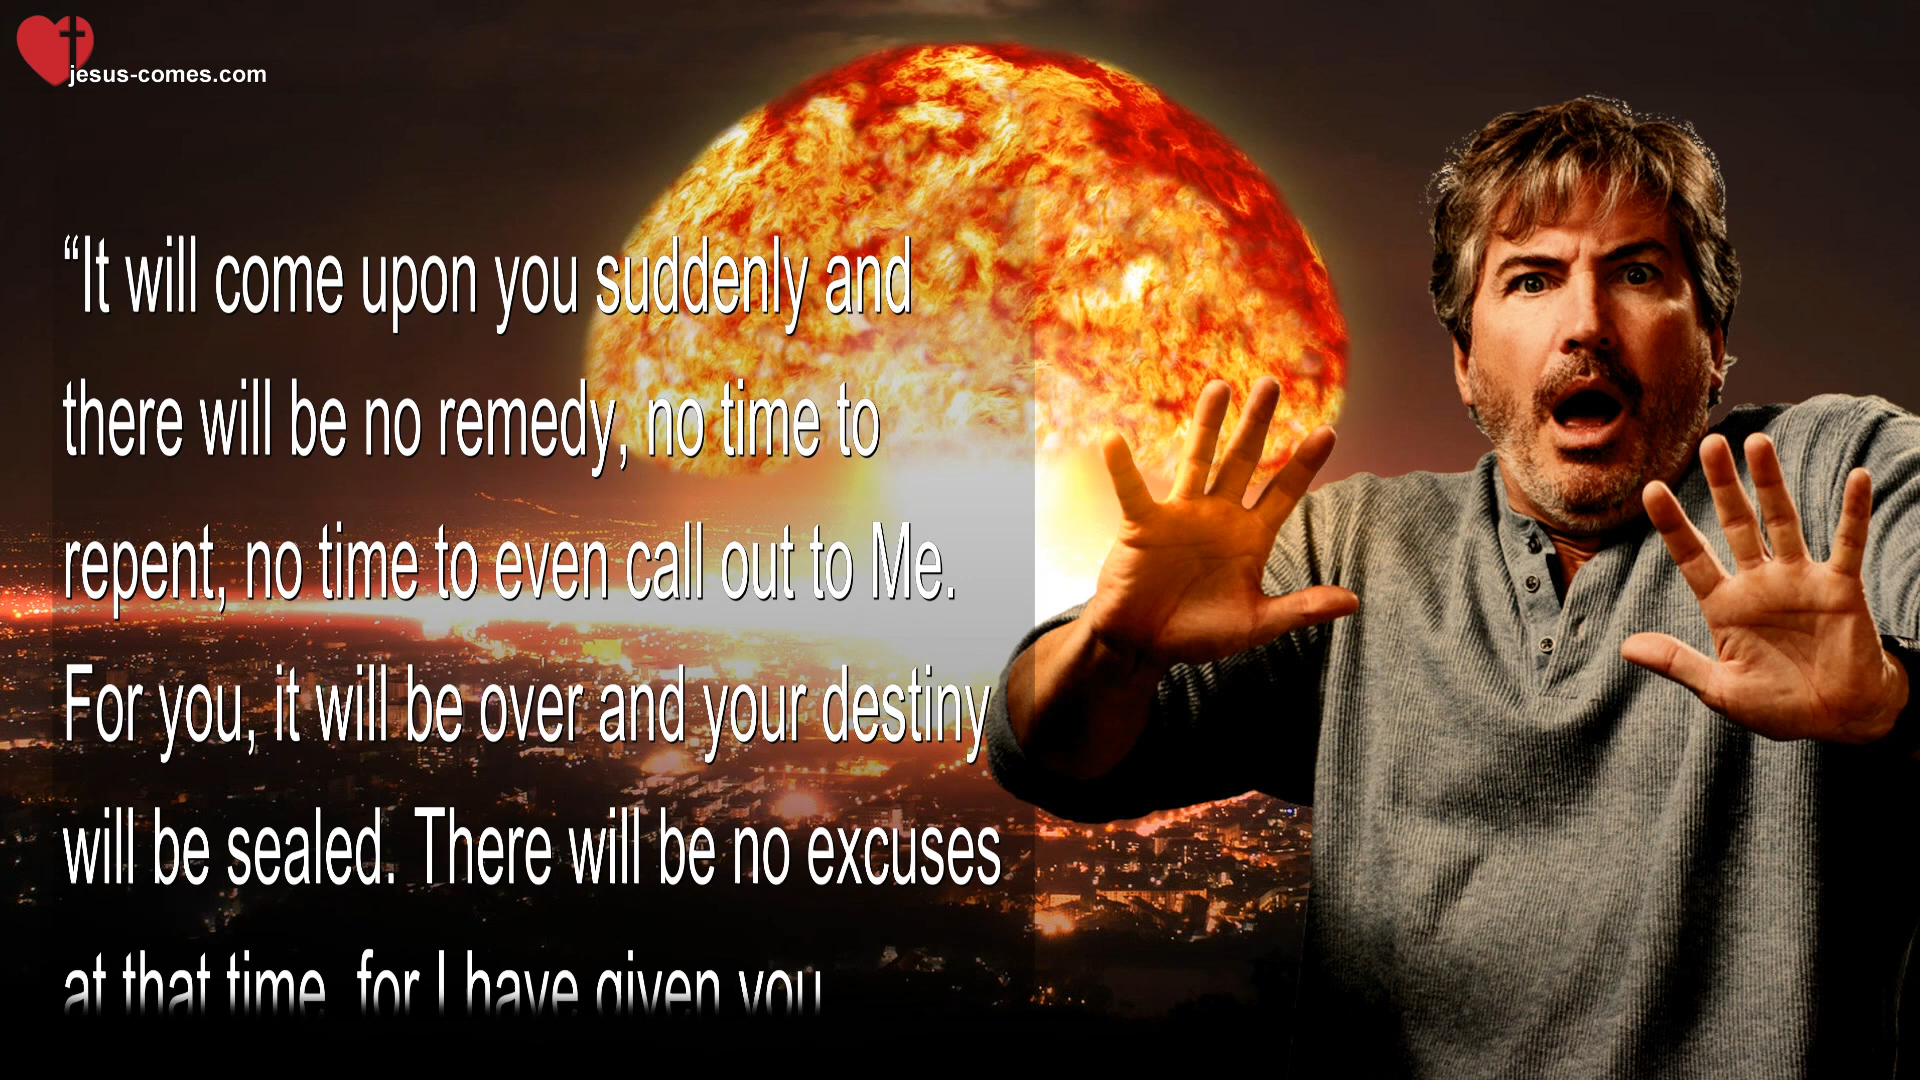 jesus-comes.com
“It will come upon you suddenly and
there will be no remedy, no time to
repent, no time to even call out to Me.
For you, it will be over and your destiny
will be sealed. There will be no excuses
at that time, for I have given you